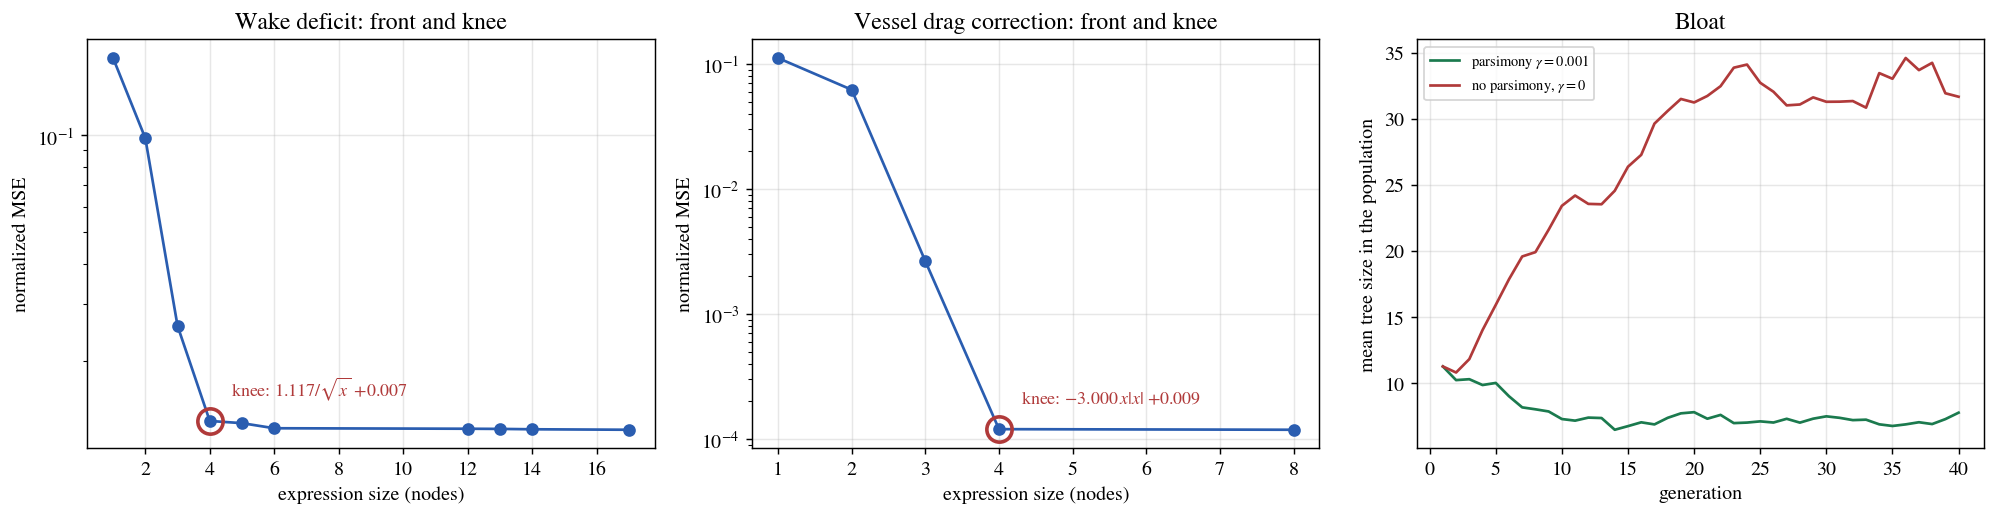 Wake deficit: front and knee
normalized MSE
10⁻¹
knee: 1.117/√x +0.007
2 4 6 8 10 12 14 16
expression size (nodes)
Vessel drag correction: front and knee
normalized MSE
10⁻¹
10⁻²
10⁻³
10⁻⁴
knee: −3.000 x|x| +0.009
1 2 3 4 5 6 7 8
expression size (nodes)
Bloat
mean tree size in the population
35
30
25
20
15
10
parsimony γ = 0.001
no parsimony, γ = 0
0 5 10 15 20 25 30 35 40
generation